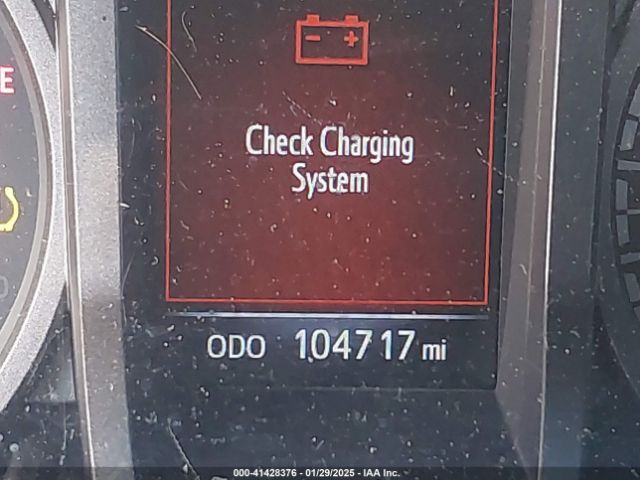 E
Check Charging
System
ODO 104717 mi
000-41428376 • 01/29/2025 • IAA Inc.